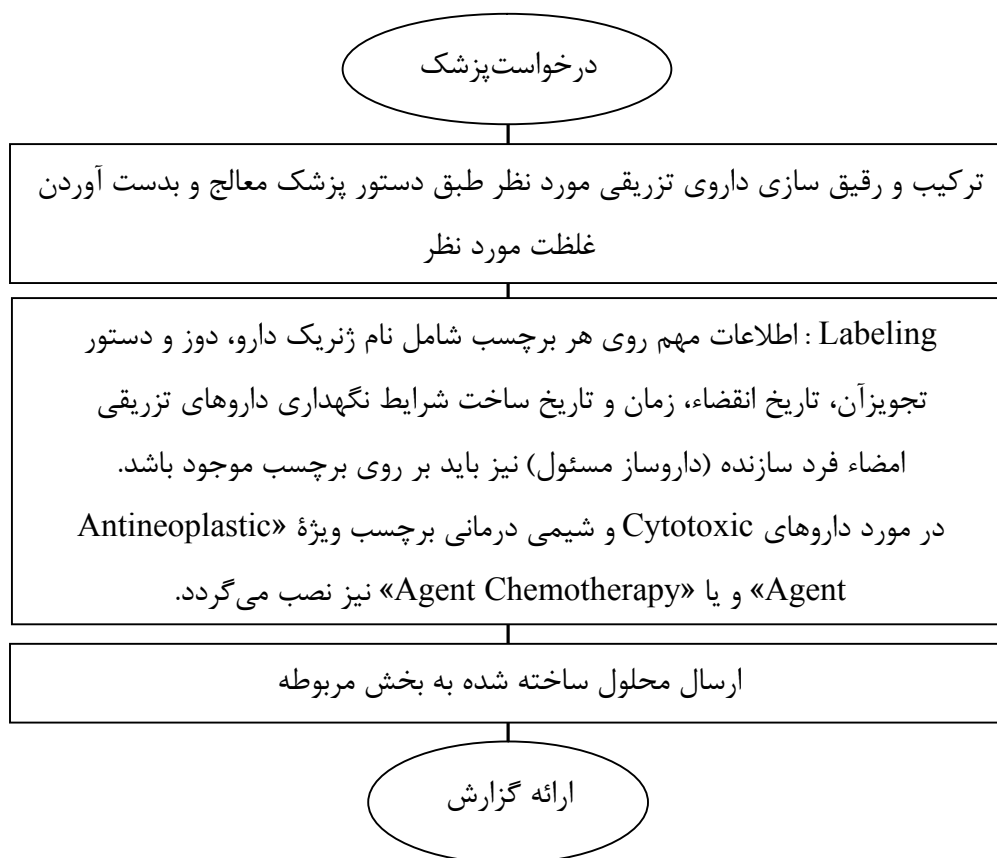 درخواست‌پزشک
ترکیب و رقیق سازی داروی تزریقی مورد نظر طبق دستور پزشک معالج و بدست آوردن
غلظت مورد نظر
Labeling : اطلاعات مهم روی هر برچسب شامل نام ژنریک دارو، دوز و دستور
تجویزآن، تاریخ انقضاء، زمان و تاریخ ساخت شرایط نگهداری داروهای تزریقی
امضاء فرد سازنده (داروساز مسئول) نیز باید بر روی برچسب موجود باشد.
در مورد داروهای Cytotoxic و شیمی درمانی برچسب ویژۀ «Antineoplastic
Agent» و یا «Agent Chemotherapy» نیز نصب می‌گردد.
ارسال محلول ساخته شده به بخش مربوطه
ارائه گزارش